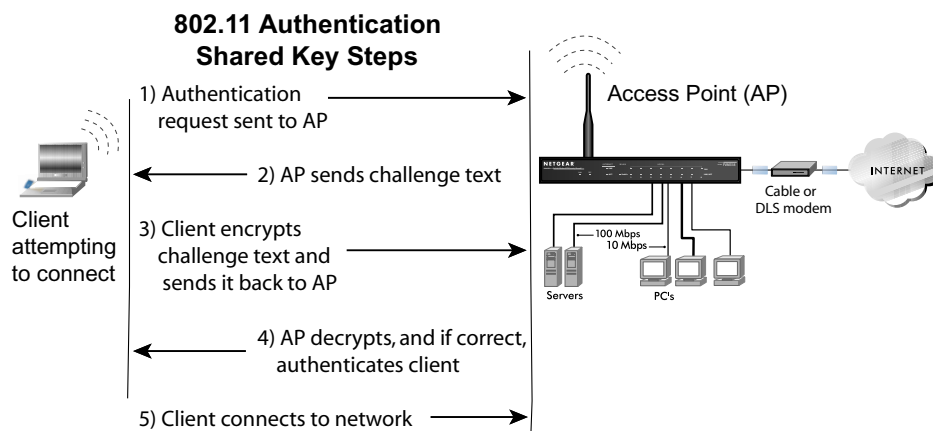 802.11 Authentication
Shared Key Steps
1) Authentication
request sent to AP
Access Point (AP)
NETGEAR
2) AP sends challenge text
INTERNET
Cable or
DLS modem
Client
attempting
to connect
3) Client encrypts
challenge text and
sends it back to AP
100 Mbps
10 Mbps
Servers
PC's
4) AP decrypts, and if correct,
authenticates client
5) Client connects to network